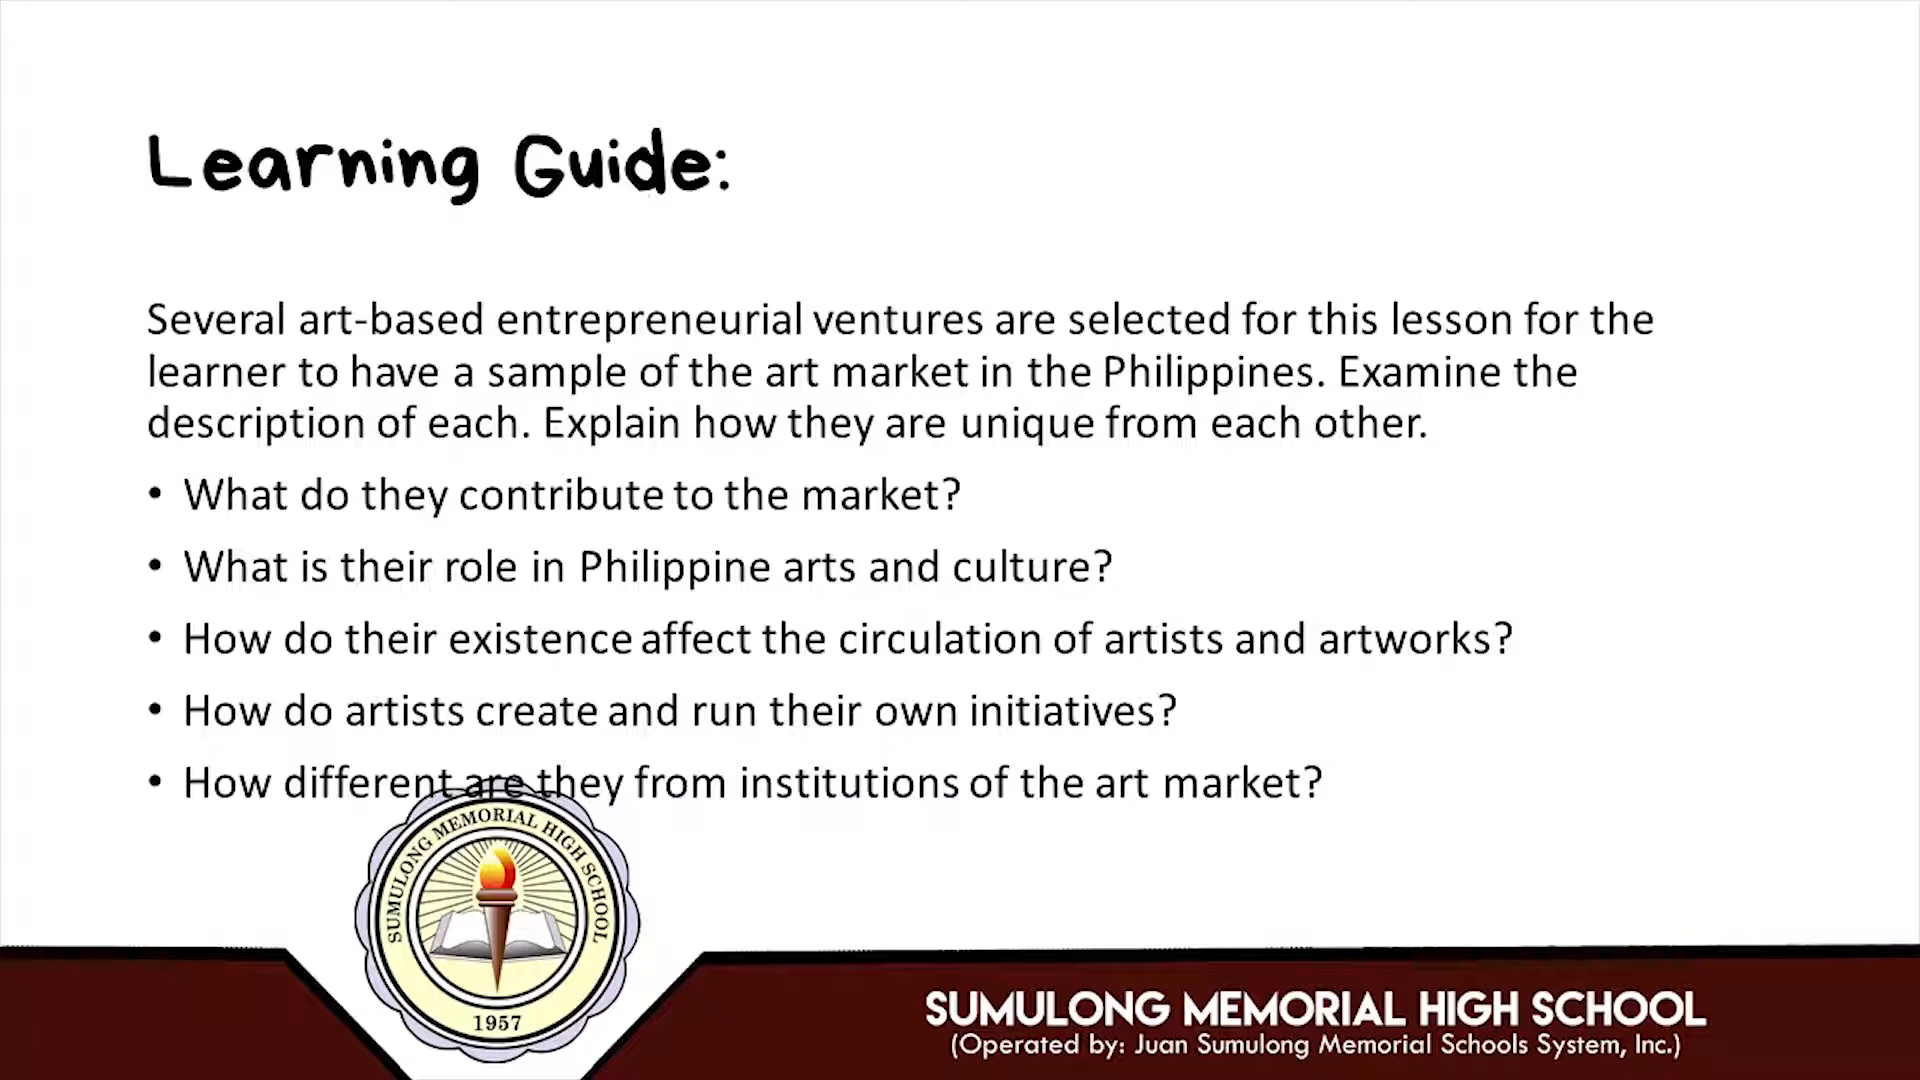 Learning Guide:
Several art-based entrepreneurial ventures are selected for this lesson for the
learner to have a sample of the art market in the Philippines. Examine the
description of each. Explain how they are unique from each other.
• What do they contribute to the market?
• What is their role in Philippine arts and culture?
• How do their existence affect the circulation of artists and artworks?
• How do artists create and run their own initiatives?
• How different are they from institutions of the art market?
SUMULONG MEMORIAL HIGH SCHOOL
1957
SUMULONG MEMORIAL HIGH SCHOOL
(Operated by: Juan Sumulong Memorial Schools System, Inc.)